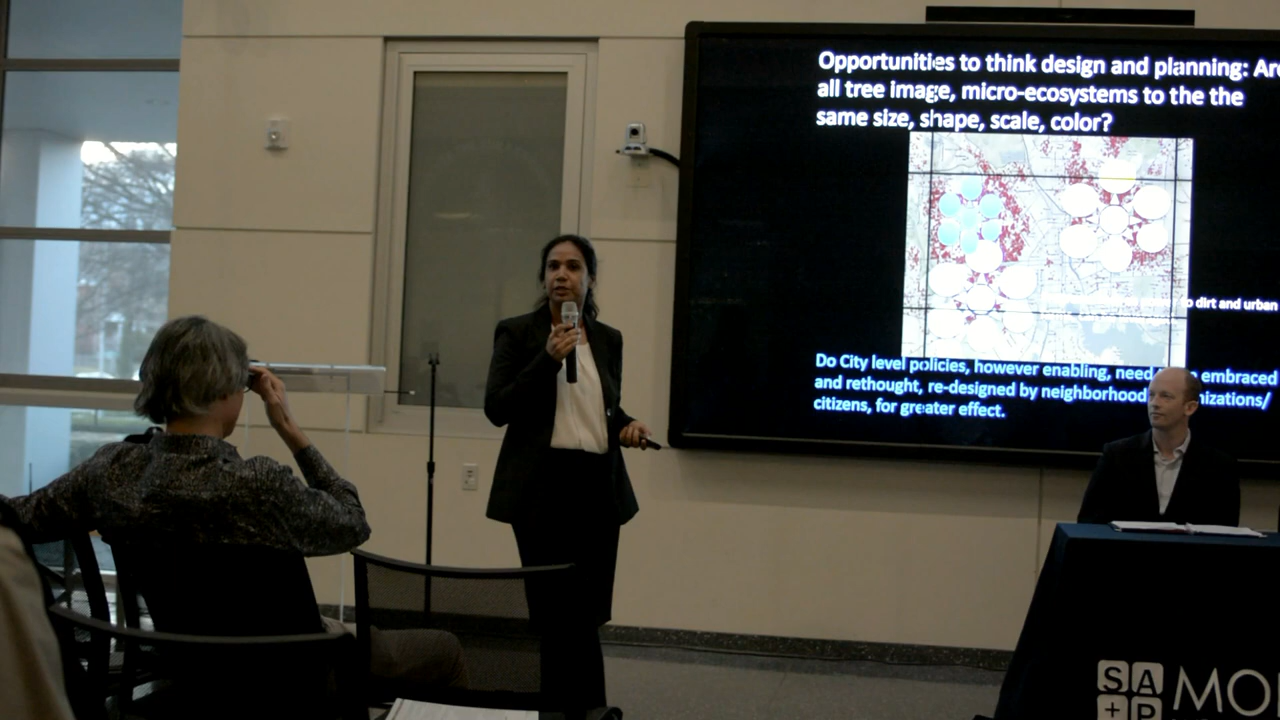 Opportunities to think design and planning: Are
all tree image, micro-ecosystems to the the
same size, shape, scale, color?
to dirt and urban
Do City level policies, however enabling, need embraced
and rethought, re-designed by neighborhood nizations/
citizens, for greater effect.
SA
+P
MO